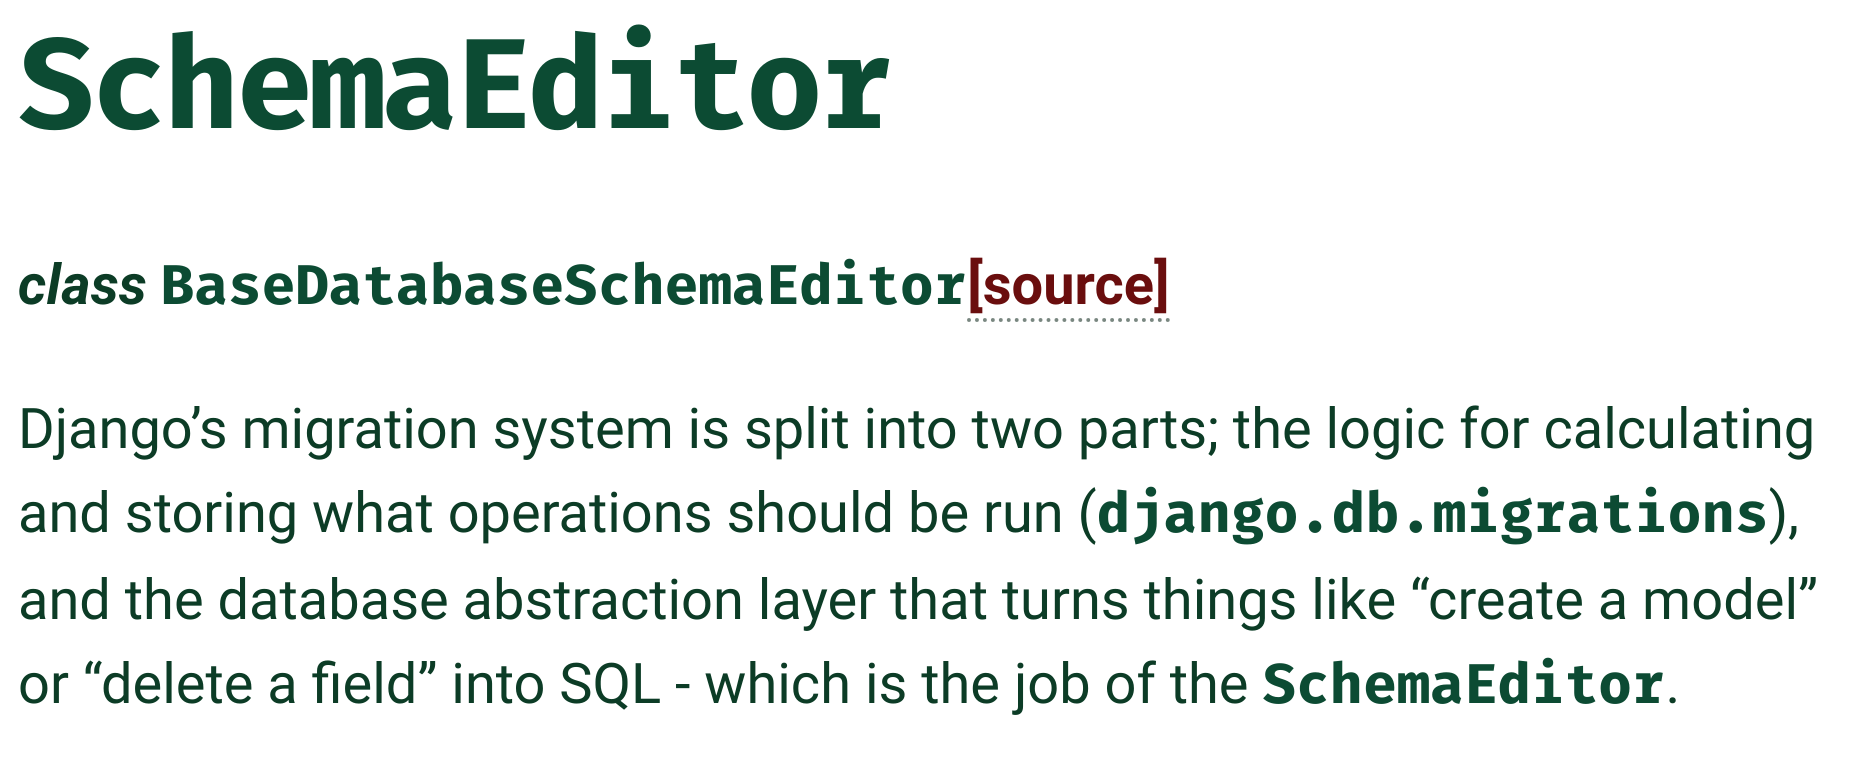 SchemaEditor
class BaseDatabaseSchemaEditor[source]
Django’s migration system is split into two parts; the logic for calculating
and storing what operations should be run (django.db.migrations),
and the database abstraction layer that turns things like “create a model”
or “delete a field” into SQL - which is the job of the SchemaEditor.